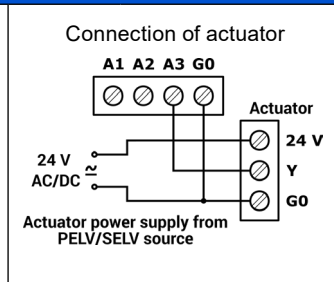 Connection of actuator
A1 A2 A3 G0
Actuator
24 V
Y
G0
24 V
AC/DC
Actuator power supply from
PELV/SELV source